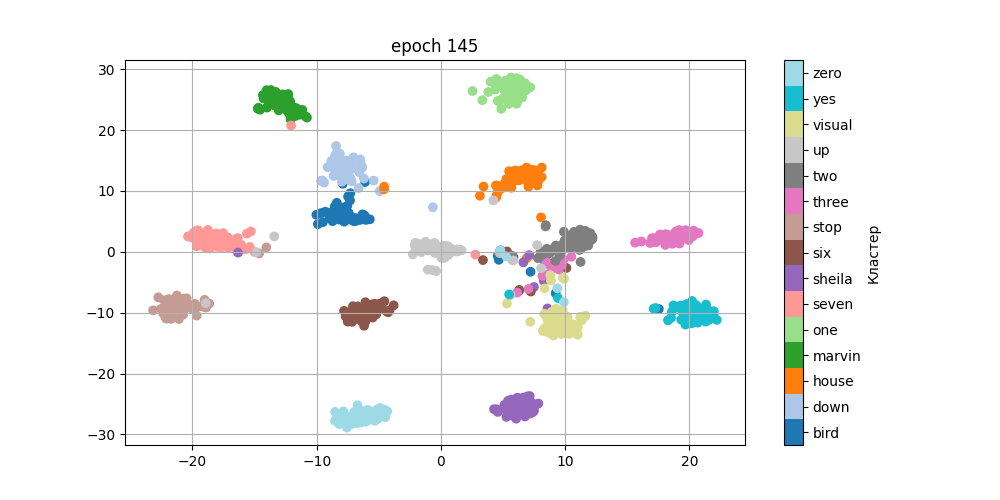 epoch 145
30
20
10
0
−10
−20
−30
−20
−10
0
10
20
zero
yes
visual
up
two
three
stop
six
sheila
seven
one
marvin
house
down
bird
Кластер